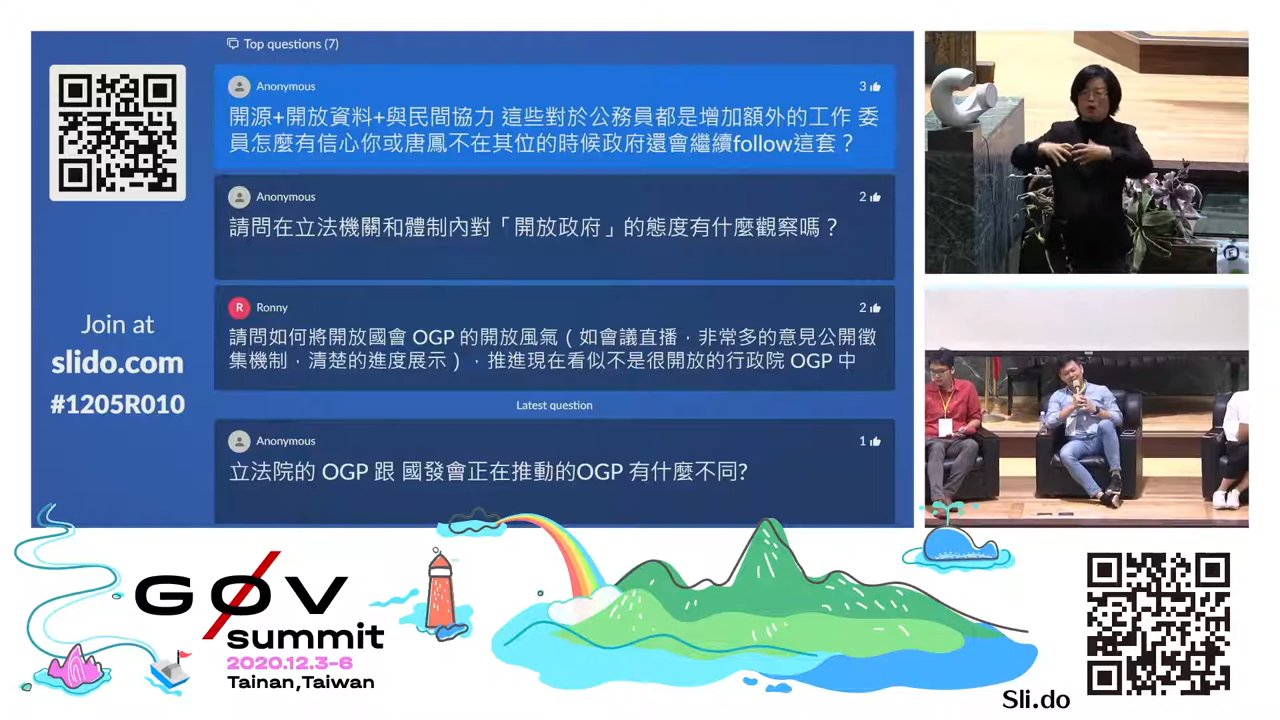 Top questions (7)
Anonymous
3
開源+開放資料+與民間協力 這些對於公務員都是增加額外的工作 委
員怎麼有信心你或唐鳳不在其位的時候政府還會繼續follow這套？
Anonymous
2
請問在立法機關和體制內對「開放政府」的態度有什麼觀察嗎？
R
Ronny
2
請問如何將開放國會 OGP 的開放風氣（如會議直播，非常多的意見公開徵
集機制，清楚的進度展示），推進現在看似不是很開放的行政院 OGP 中
Latest question
Anonymous
1
立法院的 OGP 跟 國發會正在推動的OGP 有什麼不同?
Join at
slido.com
#1205R010
GØV
summit
2020.12.3-6
Tainan,Taiwan
Sli.do